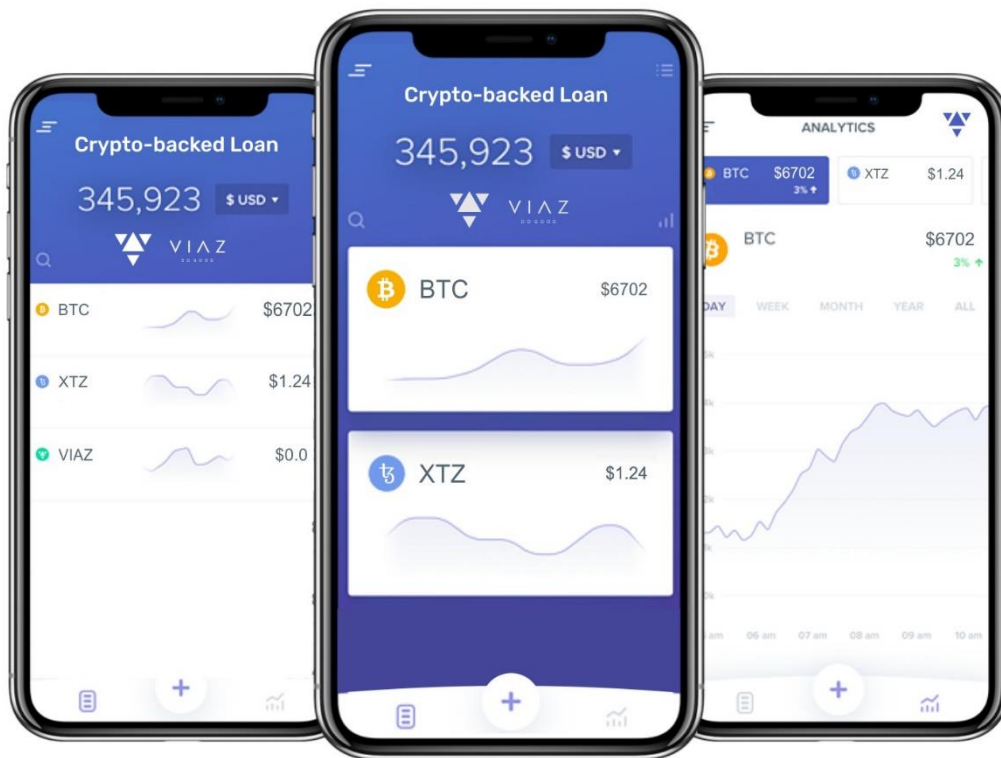 Crypto-backed Loan
345,923 $ USD
VIAZ
BTC $6702
XTZ $1.24
VIAZ $0.0
Crypto-backed Loan
345,923 $ USD
VIAZ
BTC $6702
XTZ $1.24
ANALYTICS
BTC $6702
3%
XTZ $1.24
BTC $6702
3%
DAY WEEK MONTH YEAR ALL
06 am 07 am 08 am 09 am 10 am